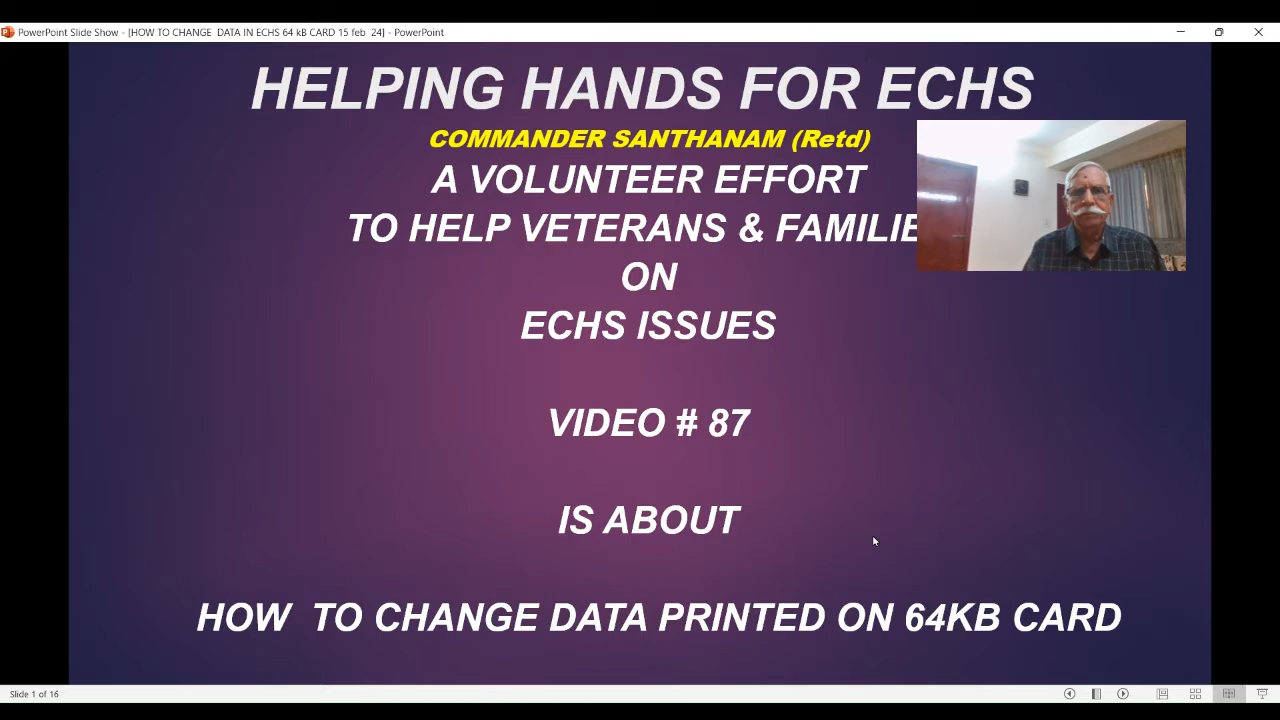 PowerPoint Slide Show - [HOW TO CHANGE  DATA IN ECHS 64 kB CARD 15 feb  24] - PowerPoint
HELPING HANDS FOR ECHS
COMMANDER SANTHANAM (Retd)
A VOLUNTEER EFFORT
TO HELP VETERANS & FAMILIE
ON
ECHS ISSUES
VIDEO # 87
IS ABOUT
HOW  TO CHANGE DATA PRINTED ON 64KB CARD
Slide 1 of 16